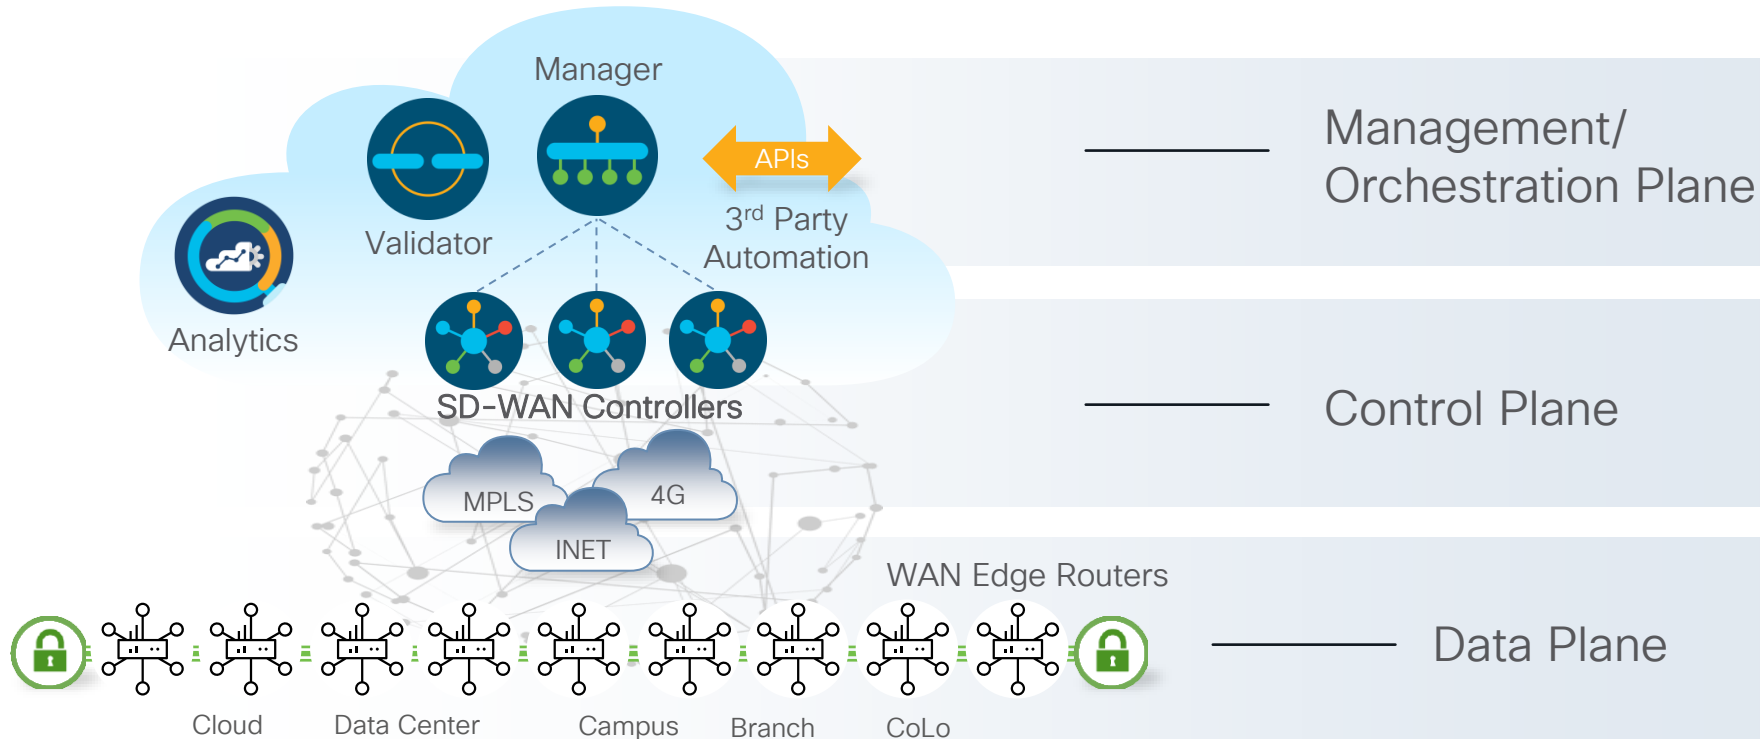 Manager
APIs
Validator
3rd Party
Automation
Analytics
SD-WAN Controllers
MPLS
4G
INET
Management/
Orchestration Plane
Control Plane
WAN Edge Routers
Data Plane
Cloud
Data Center
Campus
Branch
CoLo